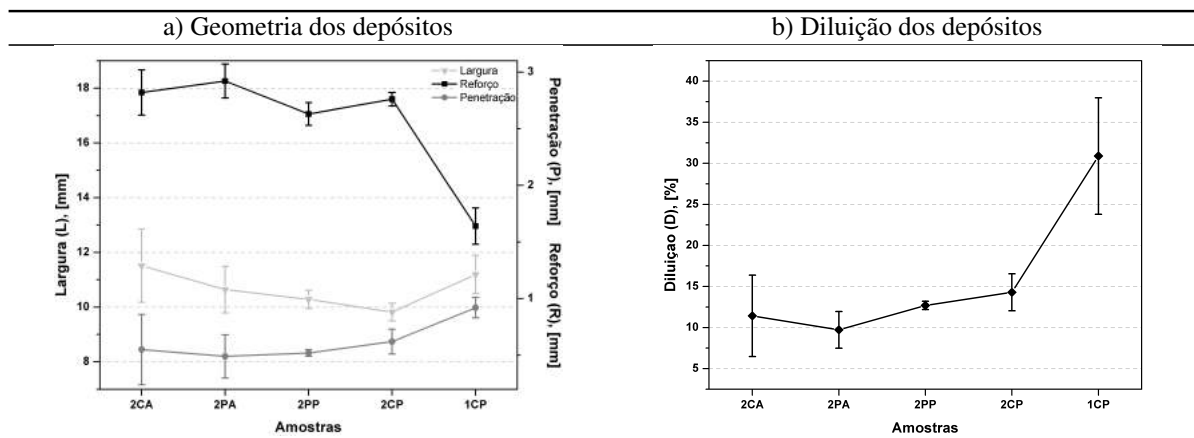 a) Geometria dos depósitos
b) Diluição dos depósitos
Largura
Reforço
Penetração
18
16
14
12
10
8
Largura (L), [mm]
3
2
1
Penetração (P), [mm]
Reforço (R), [mm]
2CA
2PA
2PP
2CP
1CP
Amostras
40
35
30
25
20
15
10
5
Diluiçao (D), [%]
2CA
2PA
2PP
2CP
1CP
Amostras